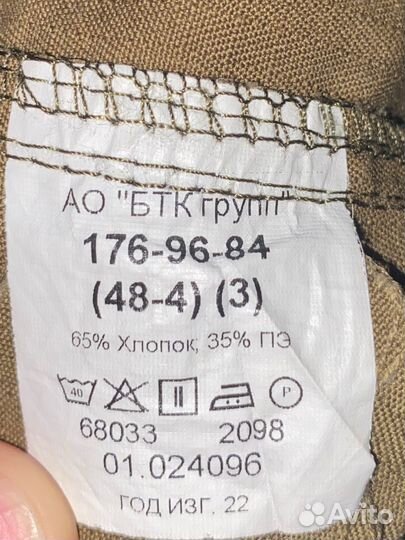 АО "БТК групп"
176-96-84
(48-4) (3)
65% Хлопок; 35% ПЭ
40 P
68033 2098
01.024096
ГОД ИЗГ. 22
Avito